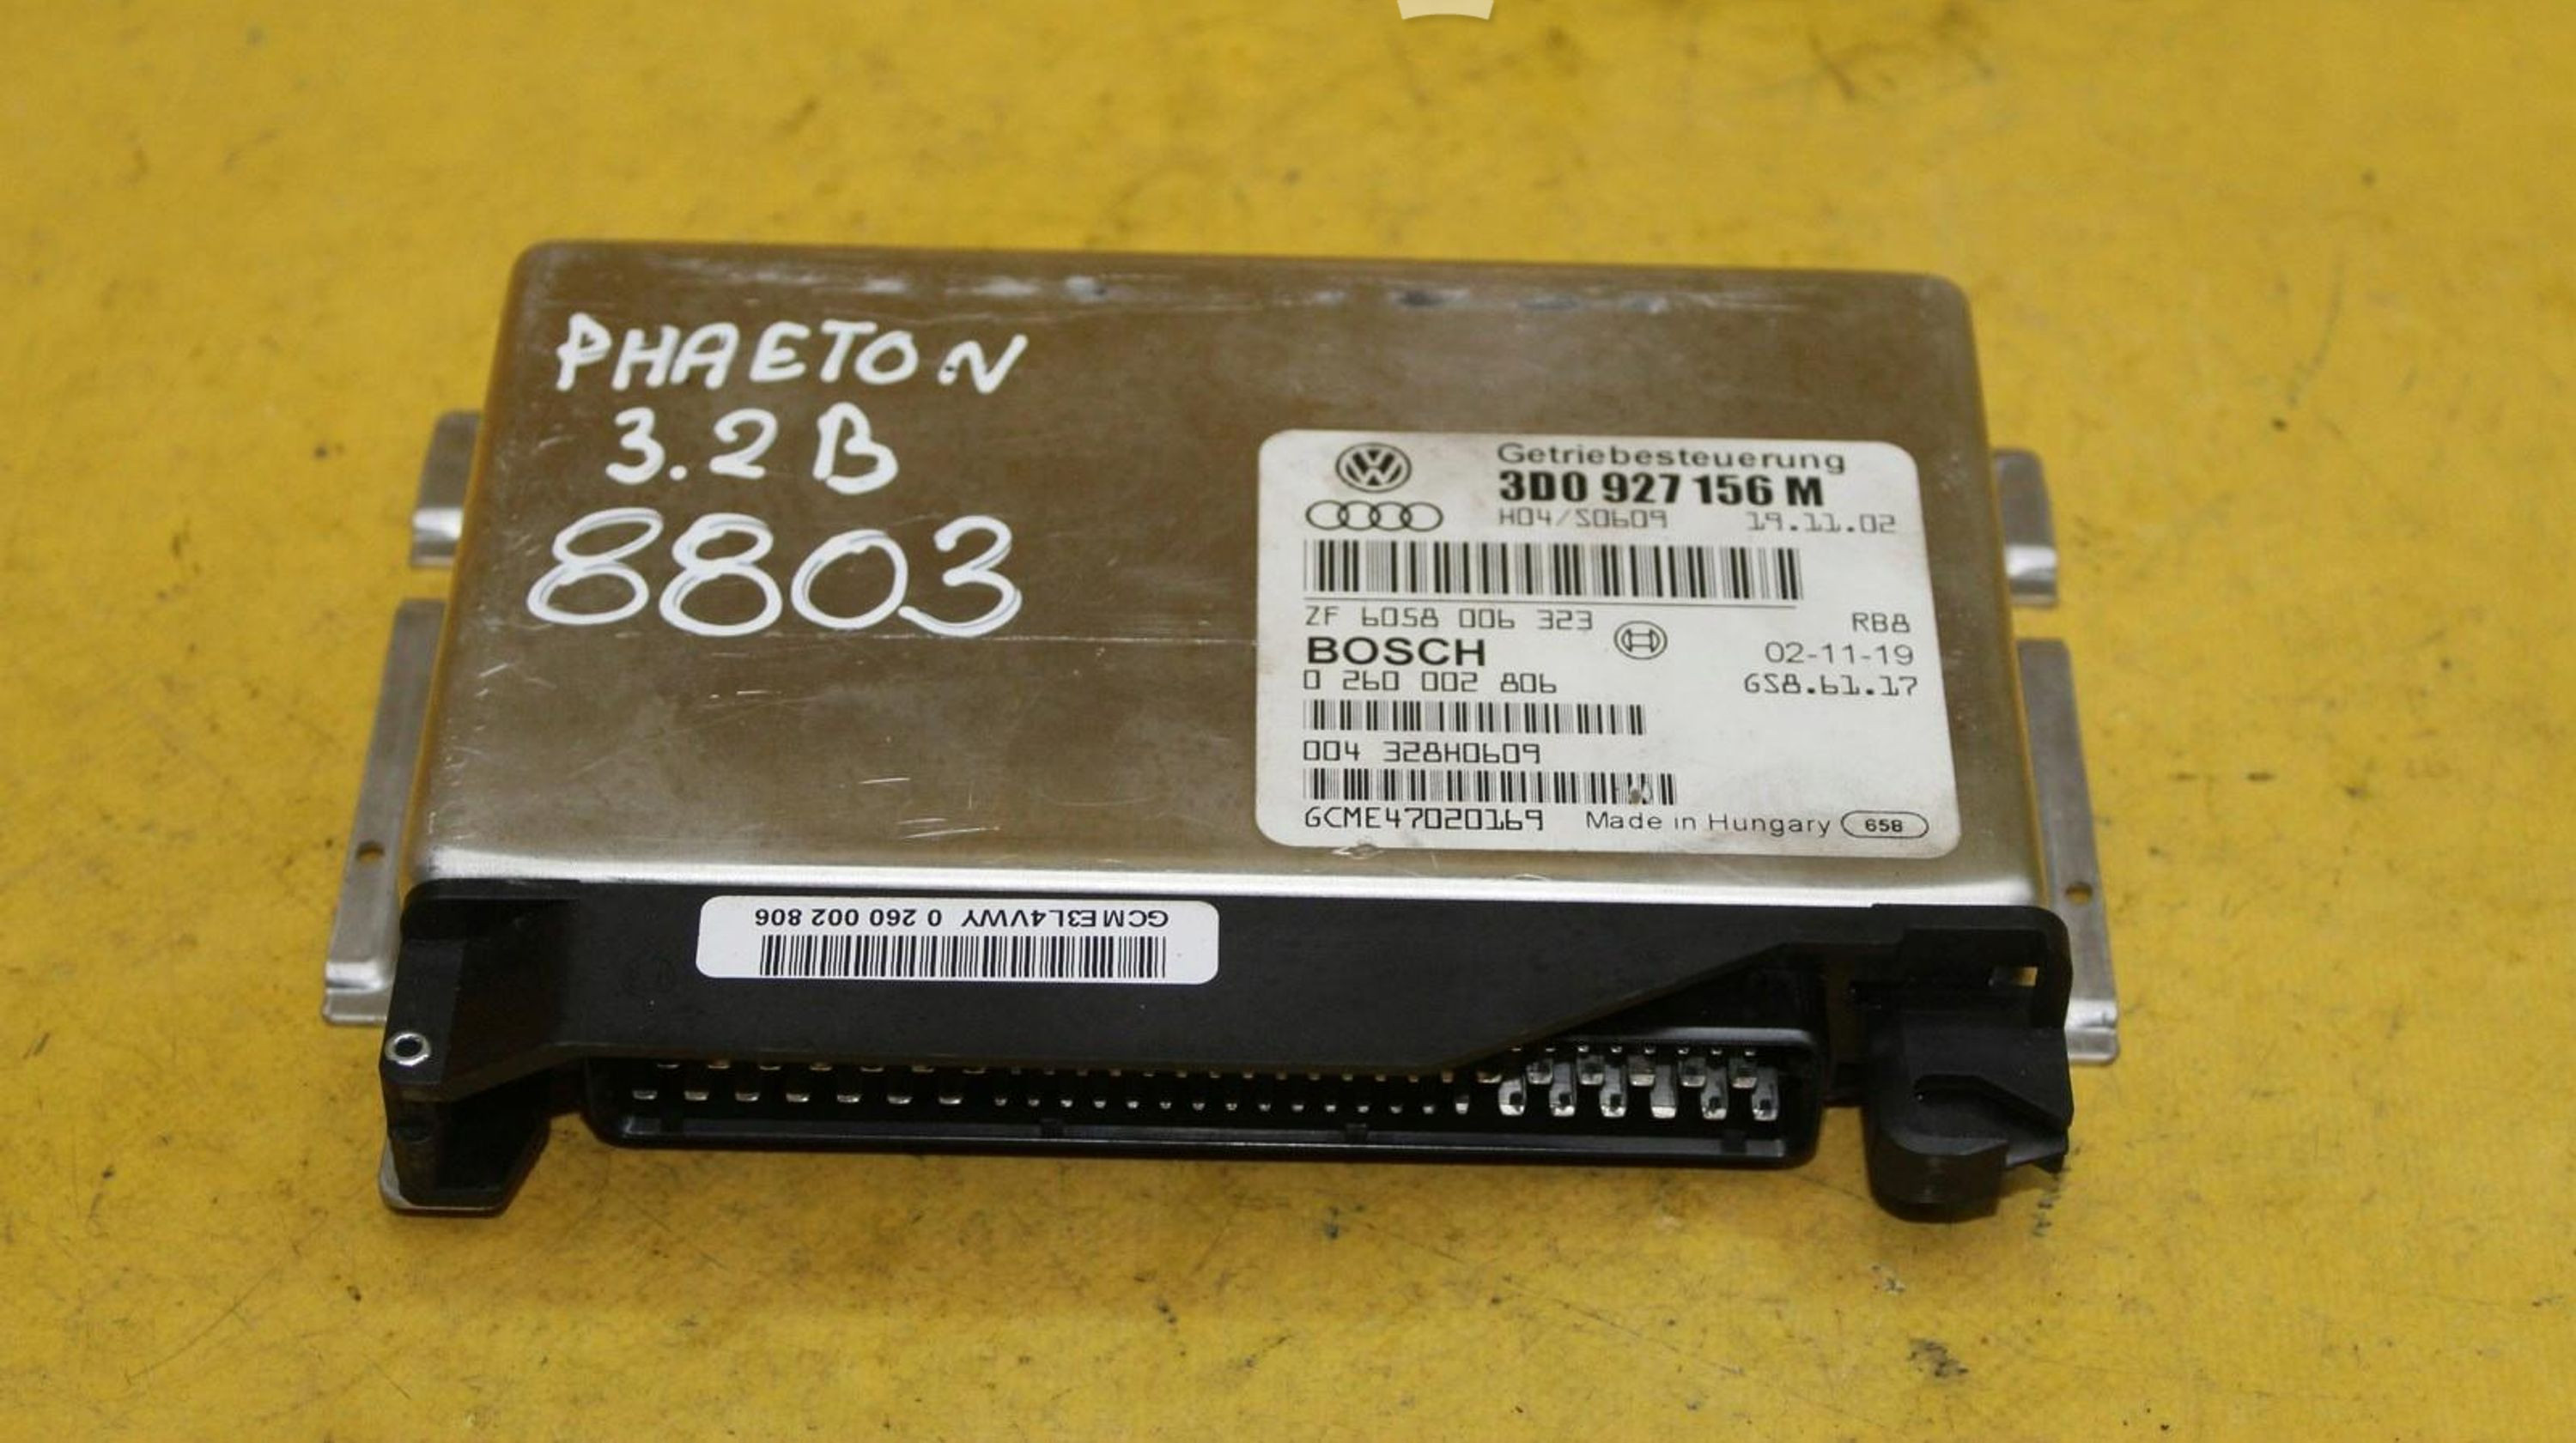 PHAETON
3.2 B
8803
Getriebesteuerung
3D0 927 156 M
H04/S0609 19.11.02
ZF 6058 006 323 RB8
BOSCH 02-11-19
0 260 002 806 GS8.61.17
004 328H0609
GCME47020169 Made in Hungary 658
GCM E3L4VWY 0 260 002 806